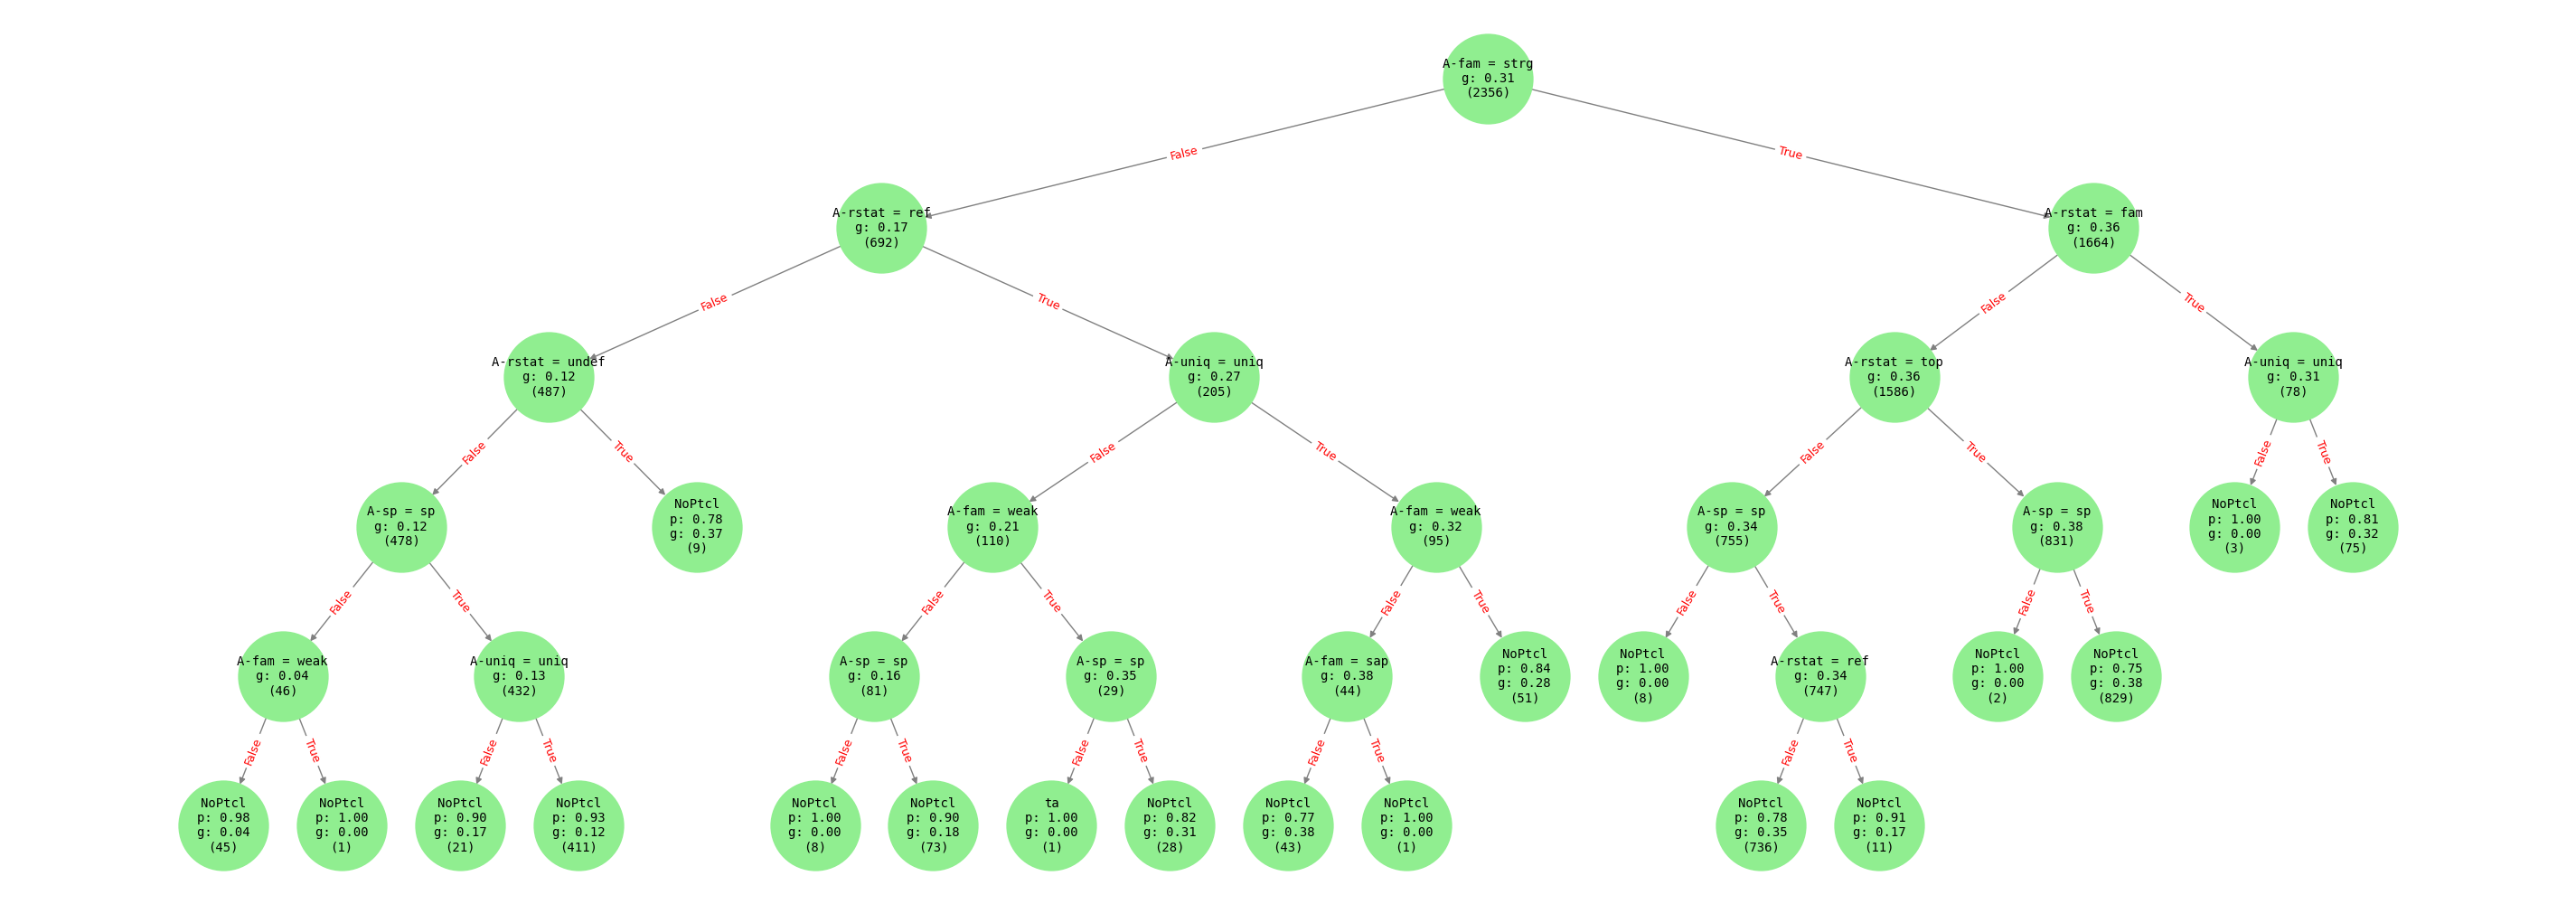 A-fam = strg
g: 0.31
(2356)
False
True
A-rstat = ref
g: 0.17
(692)
A-rstat = fam
g: 0.36
(1664)
False
True
False
True
A-rstat = undef
g: 0.12
(487)
A-uniq = uniq
g: 0.27
(205)
A-rstat = top
g: 0.36
(1586)
A-uniq = uniq
g: 0.31
(78)
False
True
False
True
False
True
False
True
A-sp = sp
g: 0.12
(478)
NoPtcl
p: 0.78
g: 0.37
(9)
A-fam = weak
g: 0.21
(110)
A-fam = weak
g: 0.32
(95)
A-sp = sp
g: 0.34
(755)
A-sp = sp
g: 0.38
(831)
NoPtcl
p: 1.00
g: 0.00
(3)
NoPtcl
p: 0.81
g: 0.32
(75)
False
True
False
True
False
True
False
True
False
True
A-fam = weak
g: 0.04
(46)
A-uniq = uniq
g: 0.13
(432)
A-sp = sp
g: 0.16
(81)
A-sp = sp
g: 0.35
(29)
A-fam = sap
g: 0.38
(44)
NoPtcl
p: 0.84
g: 0.28
(51)
NoPtcl
p: 1.00
g: 0.00
(8)
A-rstat = ref
g: 0.34
(747)
NoPtcl
p: 1.00
g: 0.00
(2)
NoPtcl
p: 0.75
g: 0.38
(829)
False
True
False
True
False
True
False
True
False
True
False
True
NoPtcl
p: 0.98
g: 0.04
(45)
NoPtcl
p: 1.00
g: 0.00
(1)
NoPtcl
p: 0.90
g: 0.17
(21)
NoPtcl
p: 0.93
g: 0.12
(411)
NoPtcl
p: 1.00
g: 0.00
(8)
NoPtcl
p: 0.90
g: 0.18
(73)
ta
p: 1.00
g: 0.00
(1)
NoPtcl
p: 0.82
g: 0.31
(28)
NoPtcl
p: 0.77
g: 0.38
(43)
NoPtcl
p: 1.00
g: 0.00
(1)
NoPtcl
p: 0.78
g: 0.35
(736)
NoPtcl
p: 0.91
g: 0.17
(11)